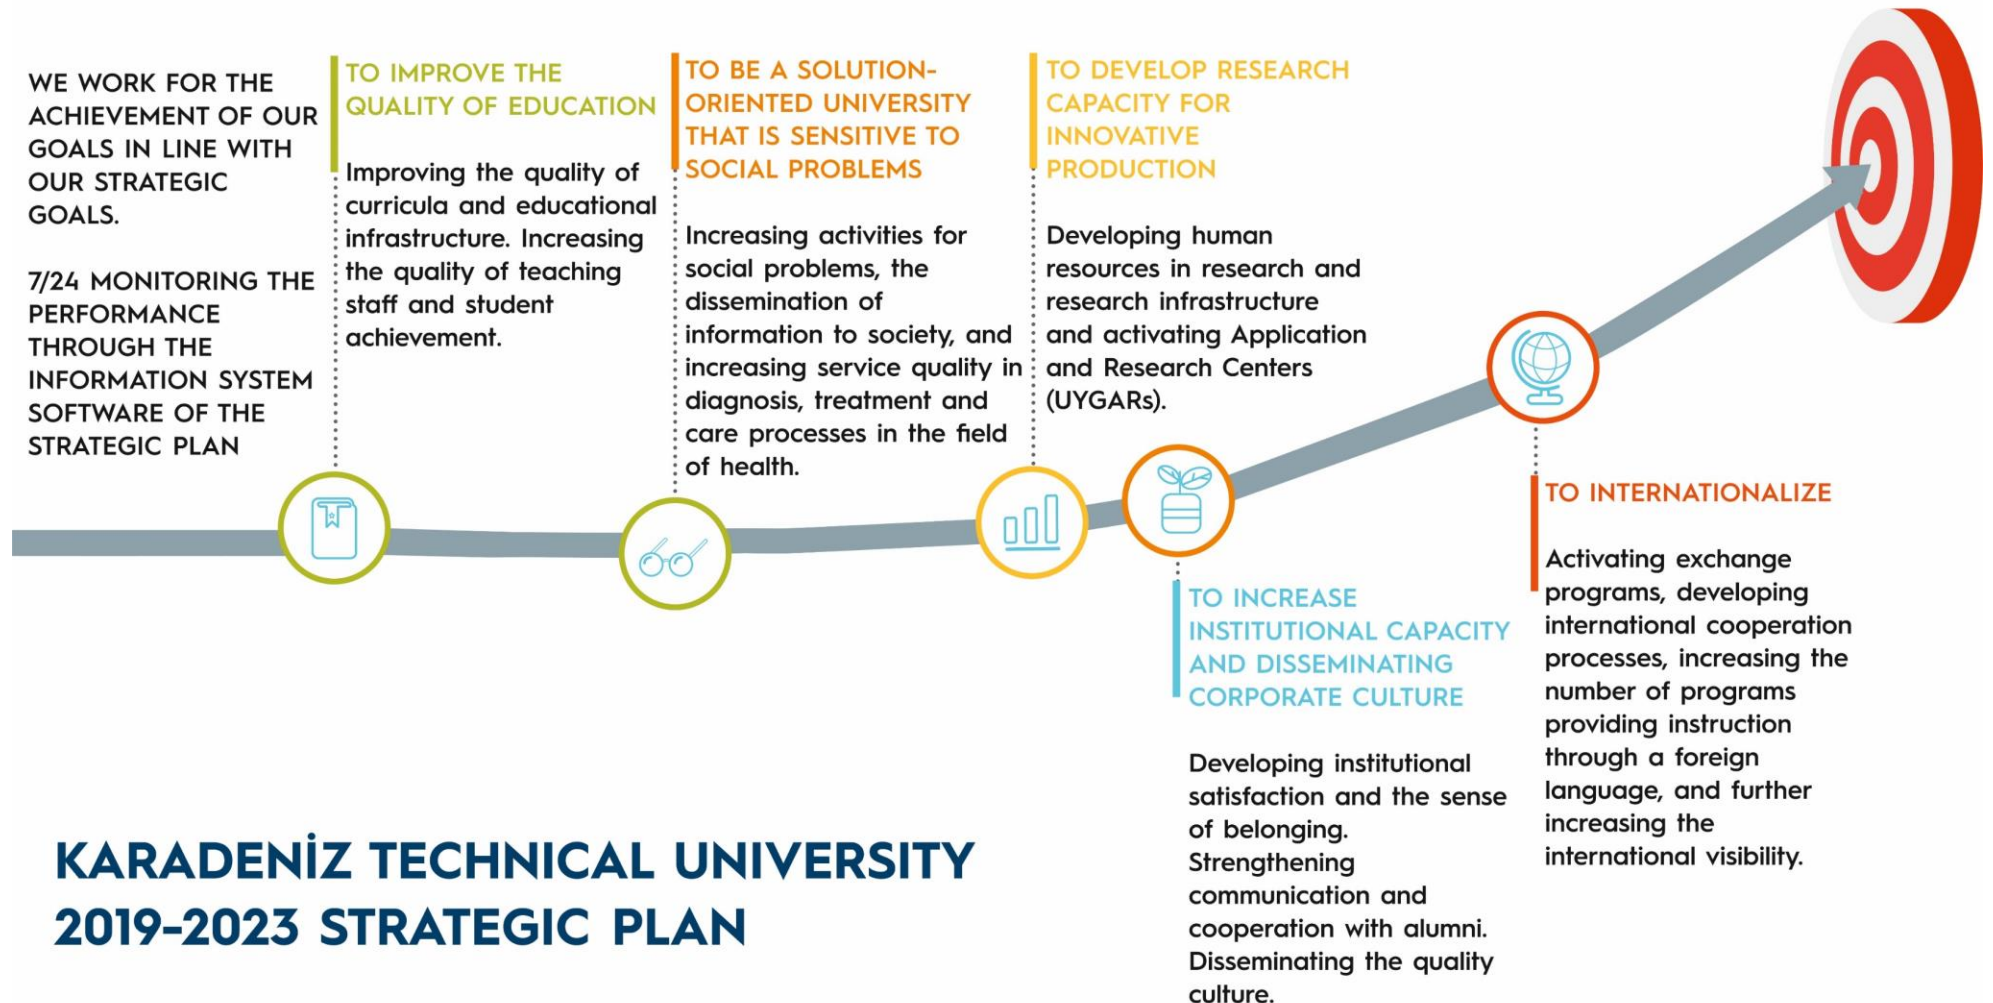 WE WORK FOR THE
ACHIEVEMENT OF OUR
GOALS IN LINE WITH
OUR STRATEGIC
GOALS.
7/24 MONITORING THE
PERFORMANCE
THROUGH THE
INFORMATION SYSTEM
SOFTWARE OF THE
STRATEGIC PLAN
TO IMPROVE THE
QUALITY OF EDUCATION
Improving the quality of
curricula and educational
infrastructure. Increasing
the quality of teaching
staff and student
achievement.
TO BE A SOLUTION-
ORIENTED UNIVERSITY
THAT IS SENSITIVE TO
SOCIAL PROBLEMS
Increasing activities for
social problems, the
dissemination of
information to society, and
increasing service quality in
diagnosis, treatment and
care processes in the field
of health.
TO DEVELOP RESEARCH
CAPACITY FOR
INNOVATIVE
PRODUCTION
Developing human
resources in research and
research infrastructure
and activating Application
and Research Centers
(UYGARs).
TO INCREASE
INSTITUTIONAL CAPACITY
AND DISSEMINATING
CORPORATE CULTURE
Developing institutional
satisfaction and the sense
of belonging.
Strengthening
communication and
cooperation with alumni.
Disseminating the quality
culture.
TO INTERNATIONALIZE
Activating exchange
programs, developing
international cooperation
processes, increasing the
number of programs
providing instruction
through a foreign
language, and further
increasing the
international visibility.
KARADENİZ TECHNICAL UNIVERSITY
2019-2023 STRATEGIC PLAN